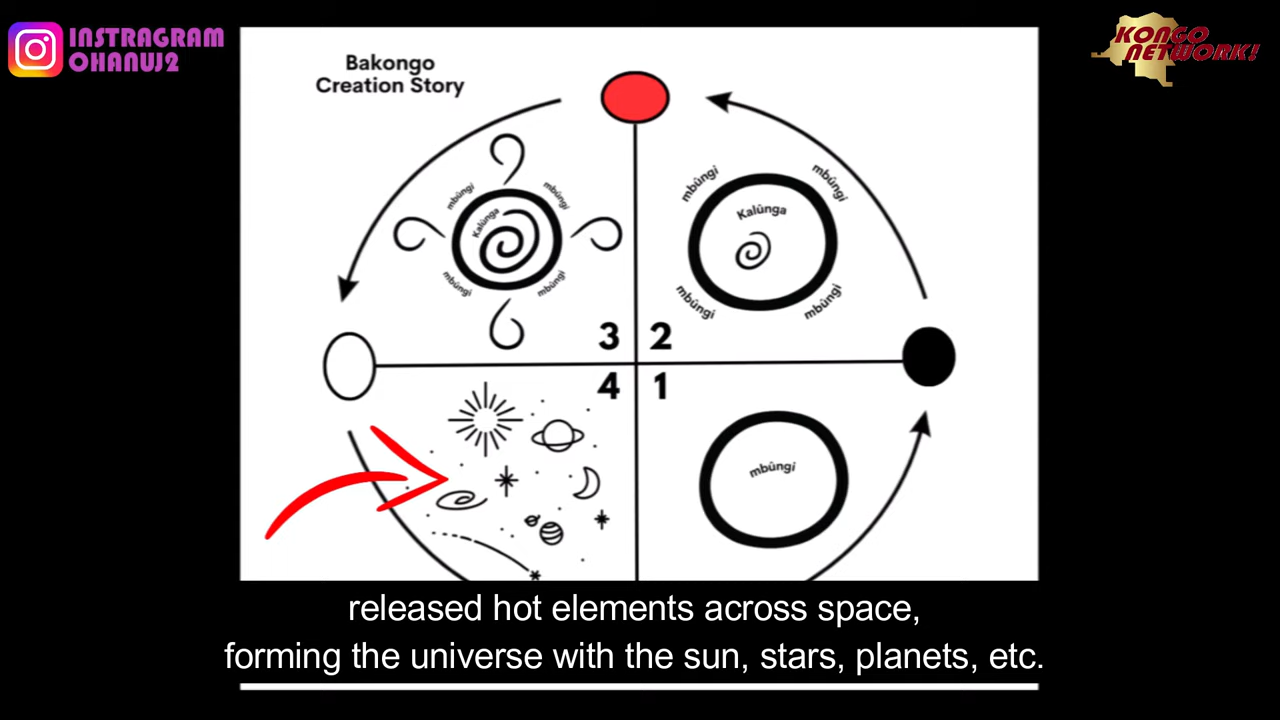 INSTRAGRAM
OHANUJ2
KONGO
NETWORK!
Bakongo
Creation Story
mbûngi
mbûngi
Kalûnga
mbûngi
mbûngi
mbûngi
mbûngi
Kalûnga
mbûngi
mbûngi
3 2
4 1
mbûngi
released hot elements across space,
forming the universe with the sun, stars, planets, etc.